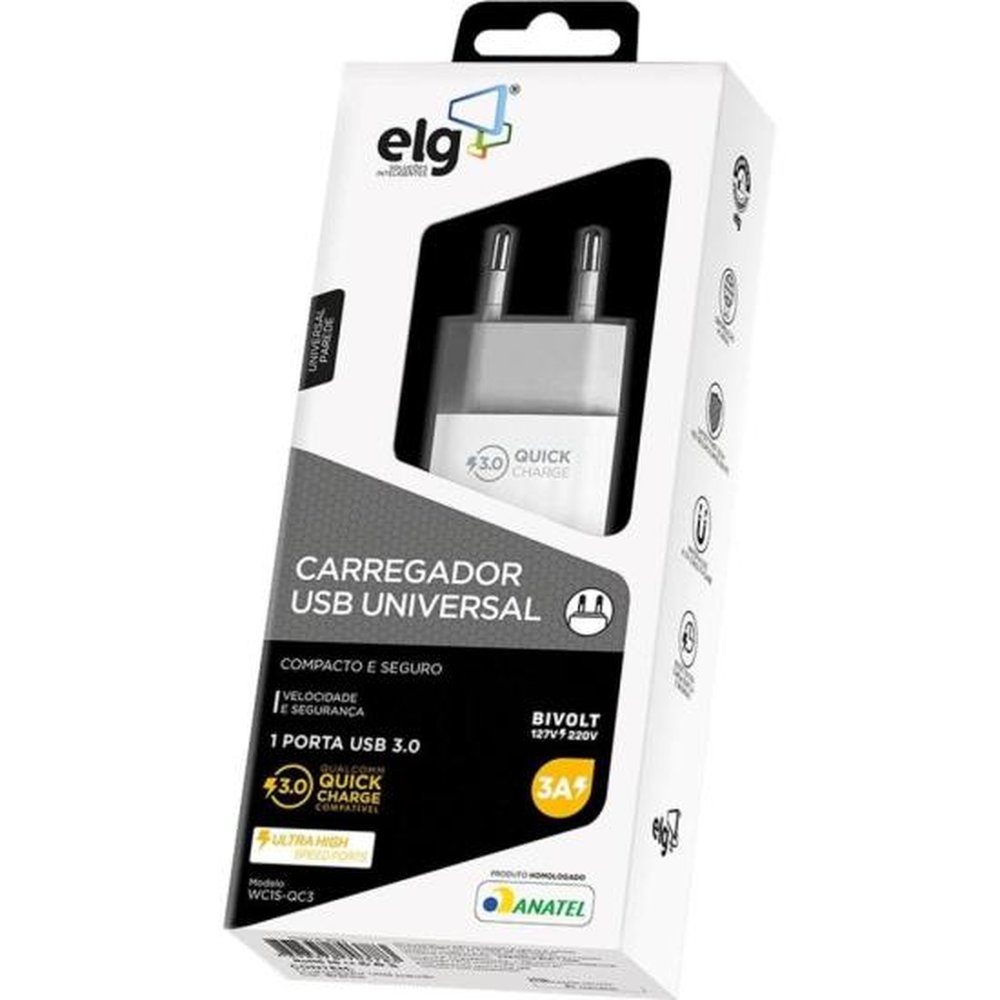 elg
SOLUÇÕES
INTELIGENTES
UNIVERSAL
PAREDE
3.0 QUICK
CHARGE
CARREGADOR
USB UNIVERSAL
COMPACTO E SEGURO
VELOCIDADE
E SEGURANÇA
1 PORTA USB 3.0
BIVOLT
127V 220V
3.0 QUALCOMM
QUICK
CHARGE
COMPATÍVEL
3A
ULTRA HIGH
SPEED PORTS
Modelo
WC1S-QC3
PRODUTO HOMOLOGADO
ANATEL
elg